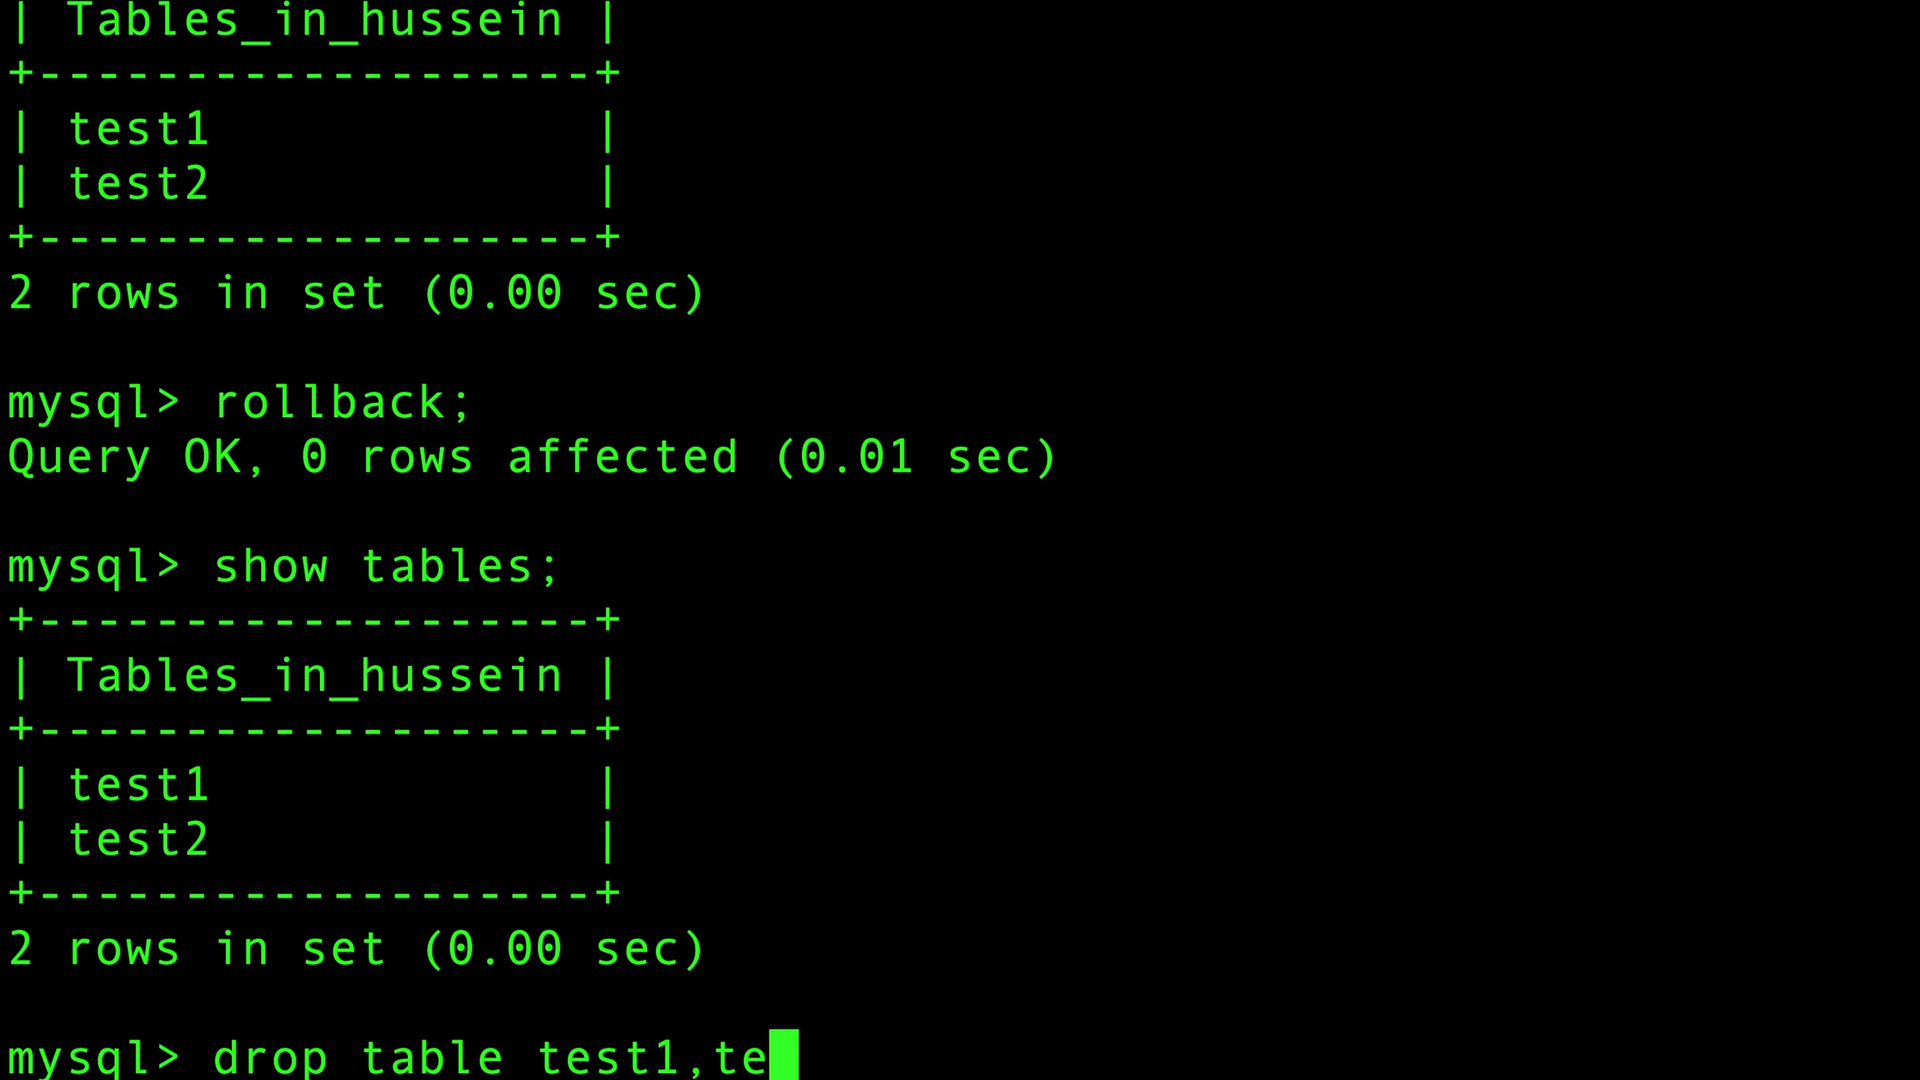 | Tables_in_hussein |
+-------------------+
| test1             |
| test2             |
+-------------------+
2 rows in set (0.00 sec)

mysql> rollback;
Query OK, 0 rows affected (0.01 sec)

mysql> show tables;
+-------------------+
| Tables_in_hussein |
+-------------------+
| test1             |
| test2             |
+-------------------+
2 rows in set (0.00 sec)

mysql> drop table test1,te